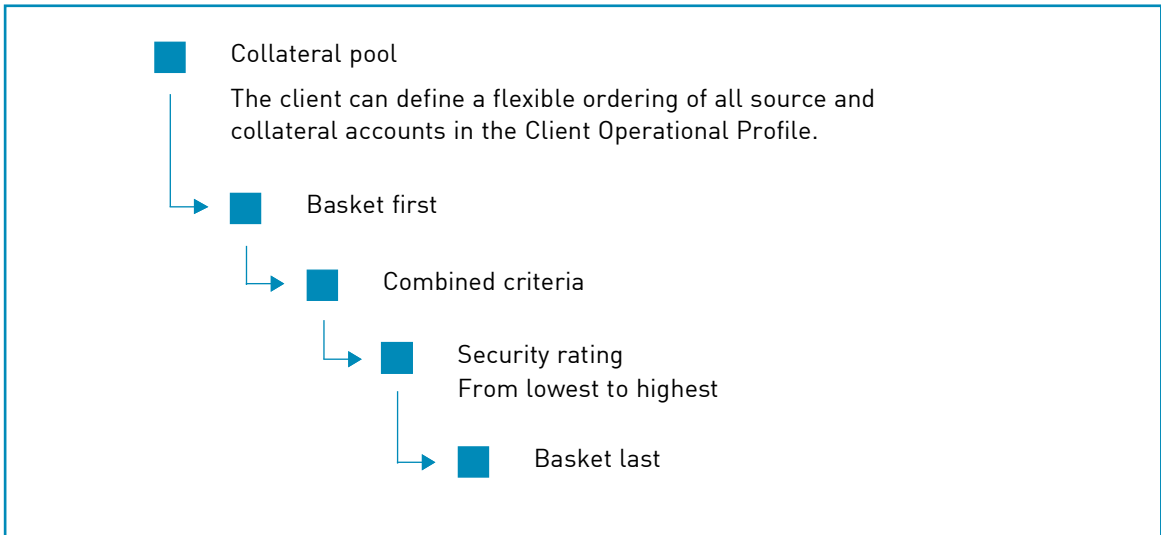 Collateral pool
The client can define a flexible ordering of all source and
collateral accounts in the Client Operational Profile.
Basket first
Combined criteria
Security rating
From lowest to highest
Basket last